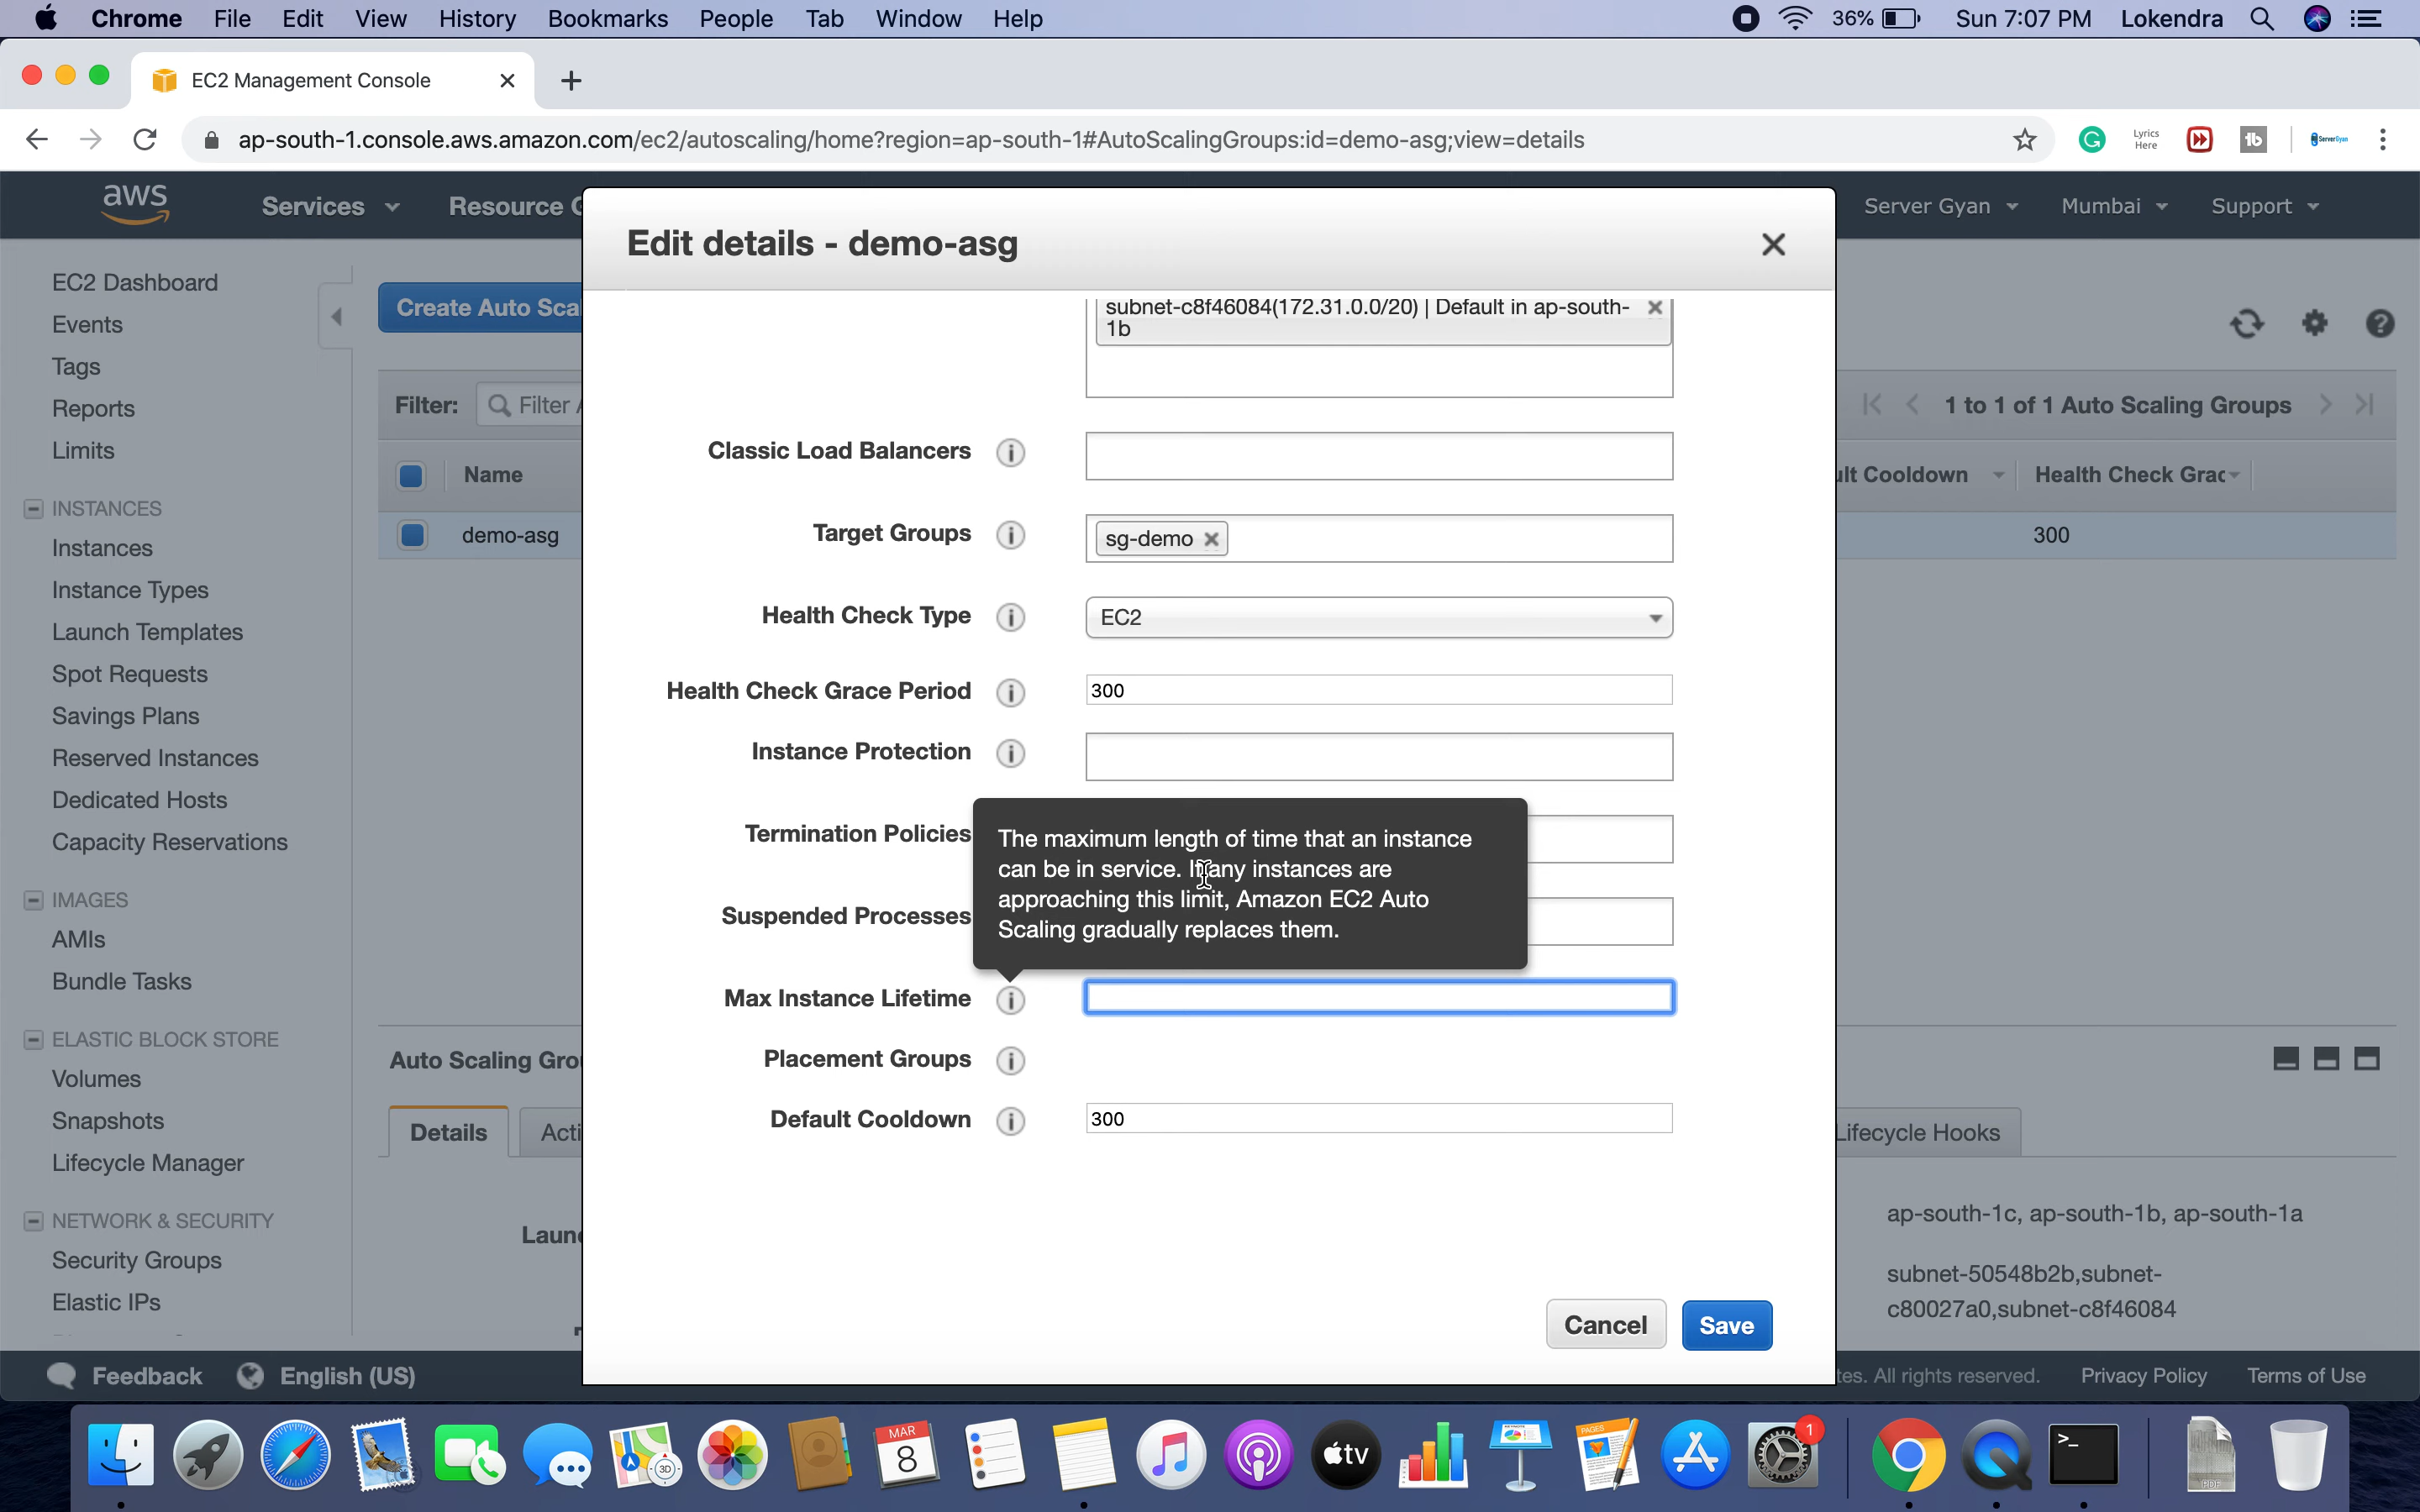 Chrome File Edit View History Bookmarks People Tab Window Help 36% Sun 7:07 PM Lokendra
EC2 Management Console
ap-south-1.console.aws.amazon.com/ec2/autoscaling/home?region=ap-south-1#AutoScalingGroups:id=demo-asg;view=details
Lyrics Here
ServerGyan
aws Services Resource G Server Gyan Mumbai Support
Edit details - demo-asg
EC2 Dashboard
Events
Tags
Reports
Limits
INSTANCES
Instances
Instance Types
Launch Templates
Spot Requests
Savings Plans
Reserved Instances
Dedicated Hosts
Capacity Reservations
IMAGES
AMIs
Bundle Tasks
ELASTIC BLOCK STORE
Volumes
Snapshots
Lifecycle Manager
NETWORK & SECURITY
Security Groups
Elastic IPs
Create Auto Scal
Filter: Filter A
1 to 1 of 1 Auto Scaling Groups
Name
ult Cooldown Health Check Grac
demo-asg
300
subnet-c8f46084(172.31.0.0/20) | Default in ap-south-
1b
Classic Load Balancers
Target Groups sg-demo
Health Check Type EC2
Health Check Grace Period 300
Instance Protection
Termination Policies
Suspended Processes
The maximum length of time that an instance
can be in service. If any instances are
approaching this limit, Amazon EC2 Auto
Scaling gradually replaces them.
Max Instance Lifetime
Placement Groups
Default Cooldown 300
Cancel Save
Auto Scaling Grou
Details Acti
Lifecycle Hooks
Laun
ap-south-1c, ap-south-1b, ap-south-1a
subnet-50548b2b,subnet-
c80027a0,subnet-c8f46084
Feedback English (US)
tes. All rights reserved. Privacy Policy Terms of Use
MAR
8
3D
tv
PAGES
1
>_
PDF